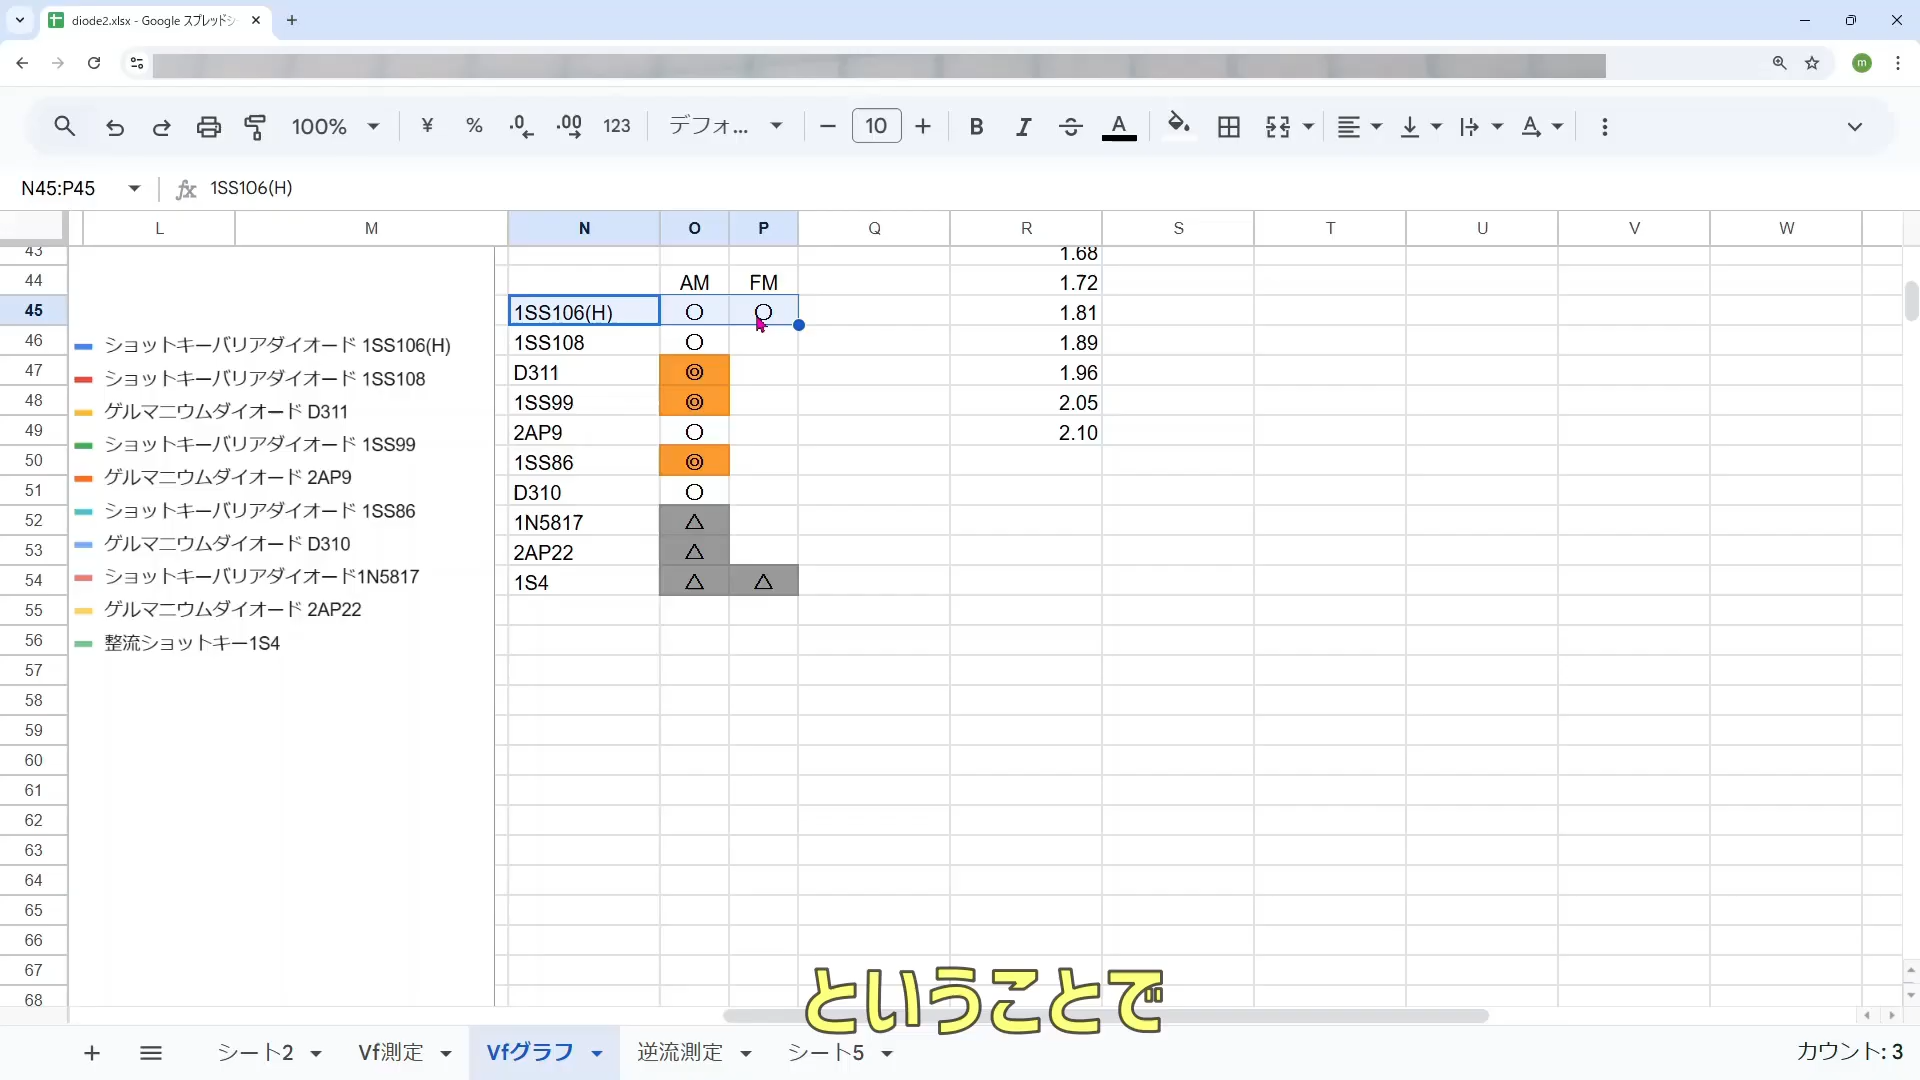 diode2.xlsx - Google スプレッドシ
m
100%
¥ % .0 .00 123 デフォ... 10 B I A
N45:P45
fx 1SS106(H)
L M N O P Q R S T U V W
43 1.68
44 AM FM 1.72
45 1SS106(H) ○ ○ 1.81
46 1SS108 ○ 1.89
47 D311 ◎ 1.96
48 1SS99 ◎ 2.05
49 2AP9 ○ 2.10
50 1SS86 ◎
51 D310 ○
52 1N5817 △
53 2AP22 △
54 1S4 △ △
55
56
57
58
59
60
61
62
63
64
65
66
67
68
ショットキーバリアダイオード 1SS106(H)
ショットキーバリアダイオード 1SS108
ゲルマニウムダイオード D311
ショットキーバリアダイオード 1SS99
ゲルマニウムダイオード 2AP9
ショットキーバリアダイオード 1SS86
ゲルマニウムダイオード D310
ショットキーバリアダイオード1N5817
ゲルマニウムダイオード 2AP22
整流ショットキー1S4
ということで
シート2 Vf測定 Vfグラフ 逆流測定 シート5
カウント: 3